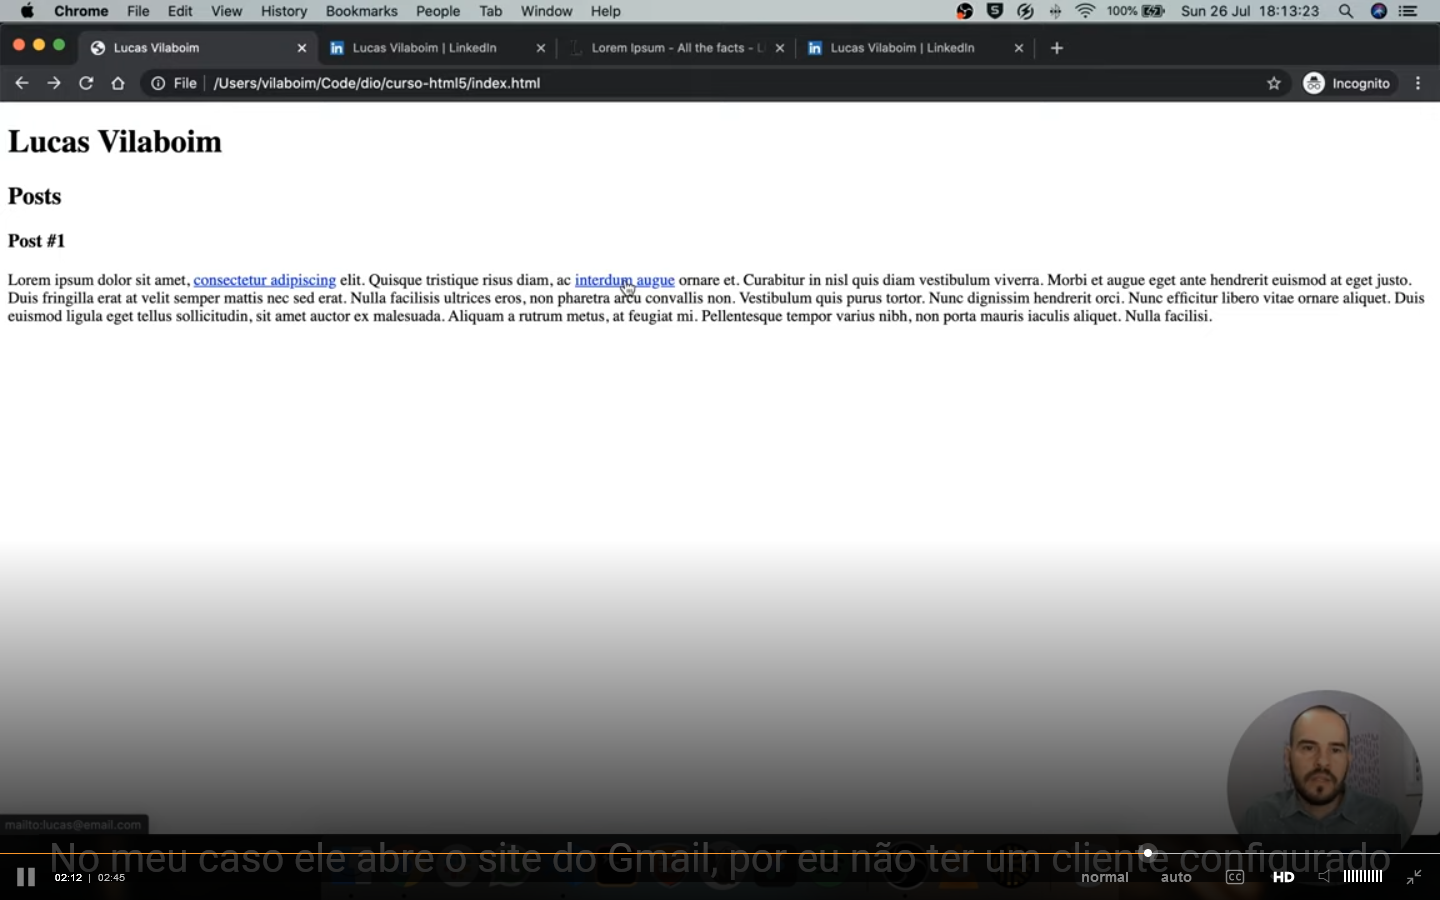 Chrome File Edit View History Bookmarks People Tab Window Help 100% Sun 26 Jul 18:13:23
Lucas Vilaboim Lucas Vilaboim | LinkedIn Lorem Ipsum - All the facts - L Lucas Vilaboim | LinkedIn
File /Users/vilaboim/Code/dio/curso-html5/index.html Incognito
Lucas Vilaboim
Posts
Post #1
Lorem ipsum dolor sit amet, consectetur adipiscing elit. Quisque tristique risus diam, ac interdum augue ornare et. Curabitur in nisl quis diam vestibulum viverra. Morbi et augue eget ante hendrerit euismod at eget justo.
Duis fringilla erat at velit semper mattis nec sed erat. Nulla facilisis ultrices eros, non pharetra arcu convallis non. Vestibulum quis purus tortor. Nunc dignissim hendrerit orci. Nunc efficitur libero vitae ornare aliquet. Duis
euismod ligula eget tellus sollicitudin, sit amet auctor ex malesuada. Aliquam a rutrum metus, at feugiat mi. Pellentesque tempor varius nibh, non porta mauris iaculis aliquet. Nulla facilisi.
mailto:lucas@email.com
No meu caso ele abre o site do Gmail, por eu não ter um cliente configurado
02:12 | 02:45 normal auto CC HD